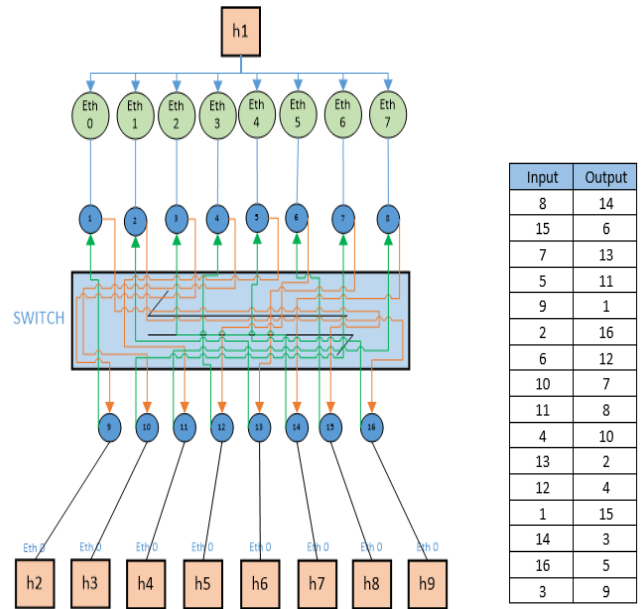 h1
Eth 0 Eth 1 Eth 2 Eth 3 Eth 4 Eth 5 Eth 6 Eth 7
1 2 3 4 5 6 7 8
SWITCH
9 10 11 12 13 14 15 16
Eth 0 Eth 0 Eth 0 Eth 0 Eth 0 Eth 0 Eth 0 Eth 0
h2 h3 h4 h5 h6 h7 h8 h9
Input Output
8 14
15 6
7 13
5 11
9 1
2 16
6 12
10 7
11 8
4 10
13 2
12 4
1 15
14 3
16 5
3 9